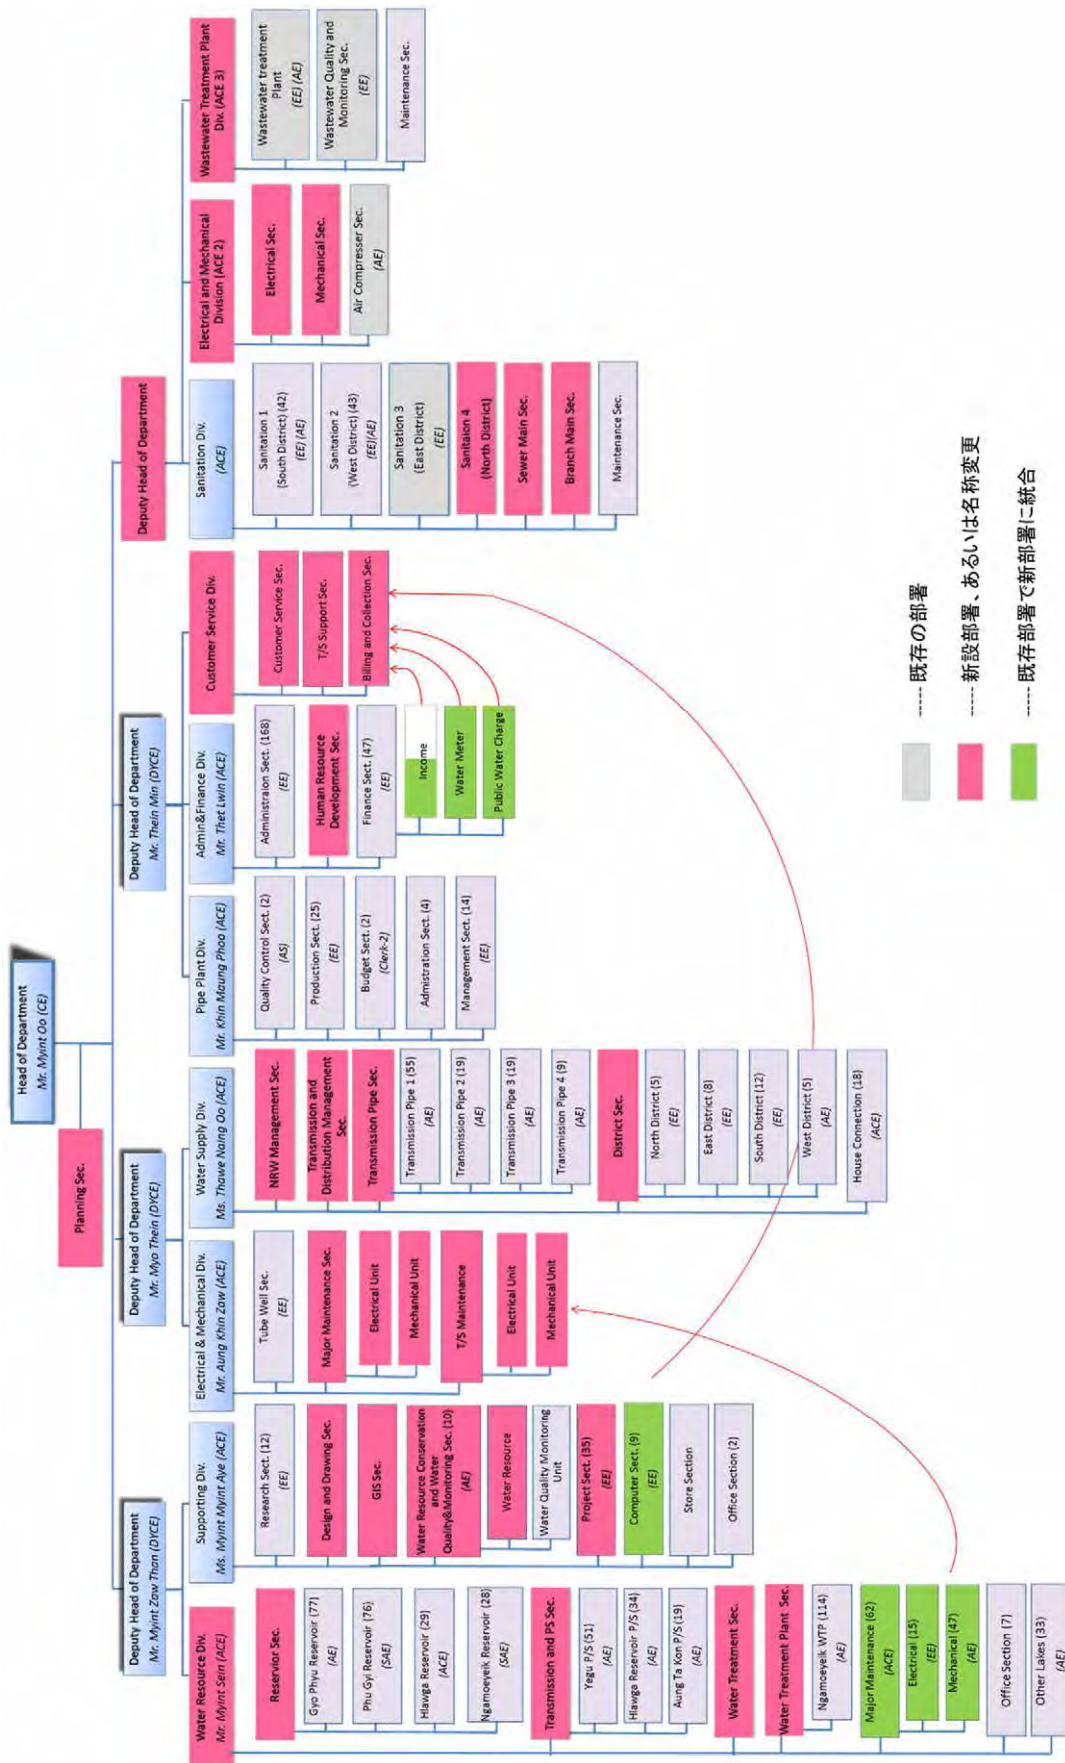 Head of Department
Mr. Myint Oo (CE)
Planning Sec.
Deputy Head of Department
Mr. Myint Zaw Than (DYCE)
Deputy Head of Department
Mr. Myo Thein (DYCE)
Deputy Head of Department
Mr. Thein Min (DYCE)
Deputy Head of Department
Water Resource Div.
Mr. Myint Sein (ACE)
Reservior Sec.
Gyo Phyu Reservoir (77)
(AE)
Phu Gyi Reservoir (76)
(SAE)
Hlawga Reservoir (29)
(ACE)
Ngamoeyeik Reservoir (28)
(SAE)
Transmission and PS Sec.
Yegu P/S (51)
(AE)
Hlawga Reservoir P/S (34)
(AE)
Aung Ta Kon P/S (19)
(AE)
Water Treatment Sec.
Water Treatment Plant Sec.
Ngamoeyeik WTP (114)
(AE)
Major Maintenance (62)
(ACE)
Electrical (15)
(EE)
Mechanical (47)
(AE)
Office Section (7)
Other Lakes (33)
(AE)
Supporting Div.
Ms. Myint Myint Aye (ACE)
Research Sect. (12)
(EE)
Design and Drawing Sec.
GIS Sec.
Water Resource Conservation
and Water
Quality&Monitoring Sec. (10)
(AE)
Water Resource
Water Quality Monitoring
Unit
Project Sect. (35)
(EE)
Computer Sect. (9)
(EE)
Store Section
Office Section (2)
Electrical & Mechanical Div.
Mr. Aung Khin Zaw (ACE)
Tube Well Sec.
(EE)
Major Maintenance Sec.
Electrical Unit
Mechanical Unit
T/S Maintenance
Electrical Unit
Mechanical Unit
Water Supply Div.
Ms. Thawe Naing Oo (ACE)
NRW Management Sec.
Transmission and
Distribution Management
Sec.
Transmission Pipe Sec.
Transmission Pipe 1 (55)
(AE)
Transmission Pipe 2 (19)
(AE)
Transmission Pipe 3 (19)
(AE)
Transmission Pipe 4 (9)
(AE)
District Sec.
North District (5)
(EE)
East District (8)
(EE)
South District (12)
(EE)
West District (5)
(AE)
House Connection (18)
(ACE)
Pipe Plant Div.
Mr. Khin Maung Phoo (ACE)
Quality Control Sect. (2)
(AS)
Production Sect. (25)
(EE)
Budget Sect. (2)
(Clerk-2)
Admistration Sect. (4)
Management Sect. (14)
(EE)
Admin&Finance Div.
Mr. Thet Lwin (ACE)
Administraion Sect. (168)
(EE)
Human Resource
Development Sec.
Finance Sect. (47)
(EE)
Income
Water Meter
Public Water Charge
Customer Service Div.
Customer Service Sec.
T/S Support Sec.
Billing and Collection Sec.
Sanitation Div.
(ACE)
Sanitation 1
(South District) (42)
(EE) (AE)
Sanitation 2
(West District) (43)
(EE)(AE)
Sanitation 3
(East District)
(EE)
Sanitaion 4
(North District)
Sewer Main Sec.
Branch Main Sec.
Maintenance Sec.
Electrical and Mechanical
Division (ACE 2)
Electrical Sec.
Mechanical Sec.
Air Compresser Sec.
(AE)
Wastewater Treatment Plant
Div. (ACE 3)
Wastewater treatment
Plant
(EE) (AE)
Wastewater Quality and
Monitoring Sec.
(EE)
Maintenance Sec.
----- 既存の部署
----- 新設部署、あるいは名称変更
----- 既存部署で新部署に統合